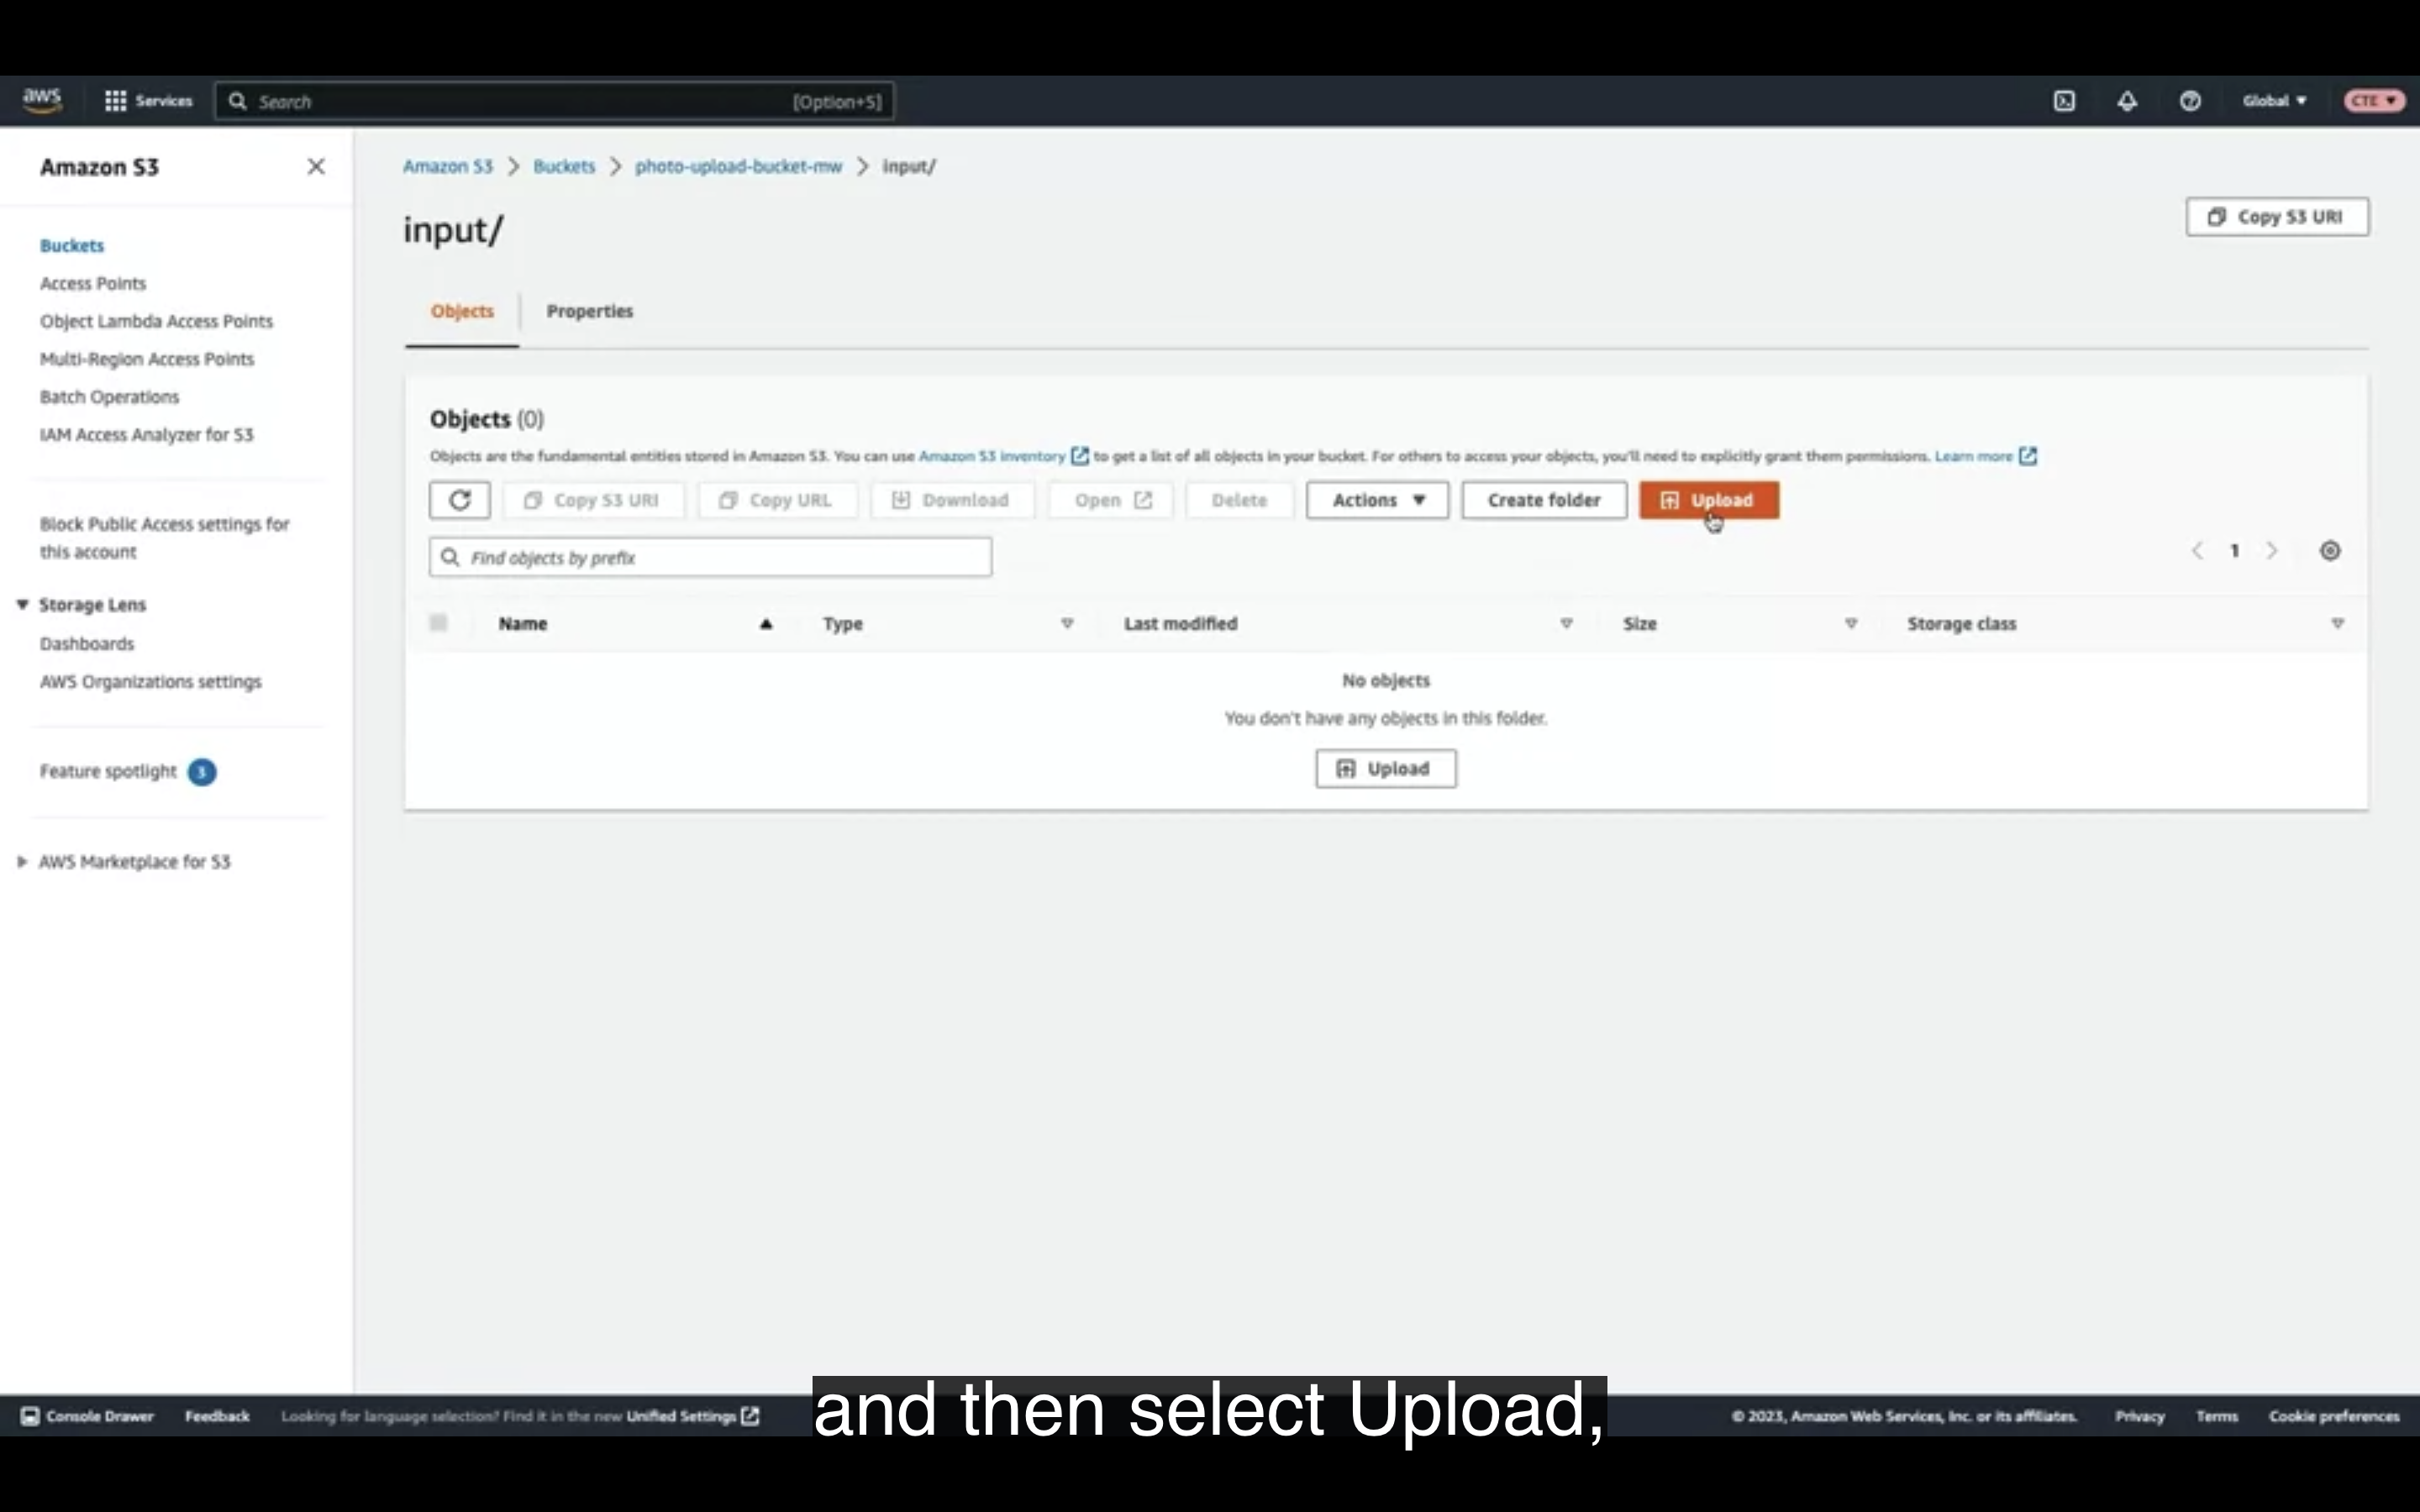 aws Services Search [Option+S] Global CTE
Amazon S3
Buckets
Access Points
Object Lambda Access Points
Multi-Region Access Points
Batch Operations
IAM Access Analyzer for S3
Block Public Access settings for
this account
Storage Lens
Dashboards
AWS Organizations settings
Feature spotlight 3
AWS Marketplace for S3
Amazon S3 > Buckets > photo-upload-bucket-mw > input/
input/
Copy S3 URI
Objects Properties
Objects (0)
Objects are the fundamental entities stored in Amazon S3. You can use Amazon S3 inventory to get a list of all objects in your bucket. For others to access your objects, you'll need to explicitly grant them permissions. Learn more
Copy S3 URI Copy URL Download Open Delete Actions Create folder Upload
Find objects by prefix
1
Name Type Last modified Size Storage class
No objects
You don't have any objects in this folder.
Upload
and then select Upload,
Console Drawer Feedback Looking for language selection? Find it in the new Unified Settings © 2023, Amazon Web Services, Inc. or its affiliates. Privacy Terms Cookie preferences